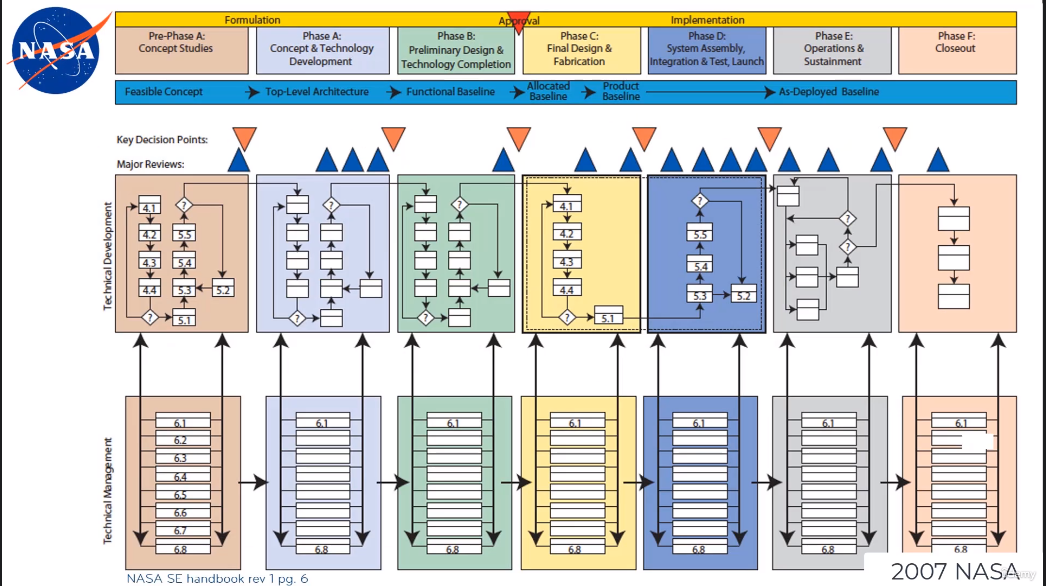 NASA
Formulation
Approval
Implementation
Pre-Phase A:
Concept Studies
Phase A:
Concept & Technology
Development
Phase B:
Preliminary Design &
Technology Completion
Phase C:
Final Design &
Fabrication
Phase D:
System Assembly,
Integration & Test, Launch
Phase E:
Operations &
Sustainment
Phase F:
Closeout
Feasible Concept
Top-Level Architecture
Functional Baseline
Allocated
Baseline
Product
Baseline
As-Deployed Baseline
Key Decision Points:
Major Reviews:
Technical Development
4.1
?
4.2
5.5
4.3
5.4
4.4
5.3
5.2
?
5.1
?
?
?
?
4.1
4.2
4.3
4.4
?
5.1
?
5.5
5.4
5.3
5.2
?
?
Technical Management
6.1
6.2
6.3
6.4
6.5
6.6
6.7
6.8
6.1
6.8
6.1
6.8
6.1
6.8
6.1
6.8
6.1
6.8
6.1
6.8
NASA SE handbook rev 1 pg. 6
2007 NASA